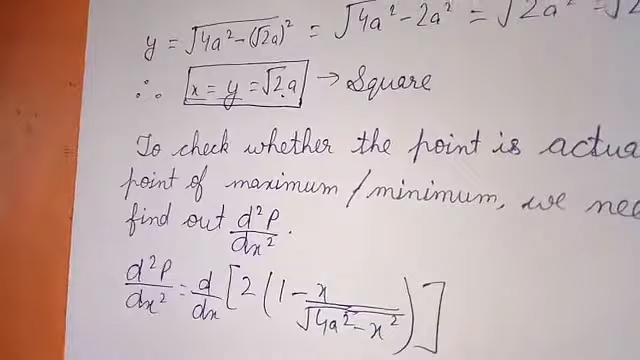 y = √4a² - (√2a)² = √4a² - 2a² = √2a² = √2
∴ x = y = √2a → Square
To check whether the point is actua
point of maximum/minimum, we nee
find out d²P/dx².
d²P/dx² = d/dx [2 (1 - x/√4a² - x²)]